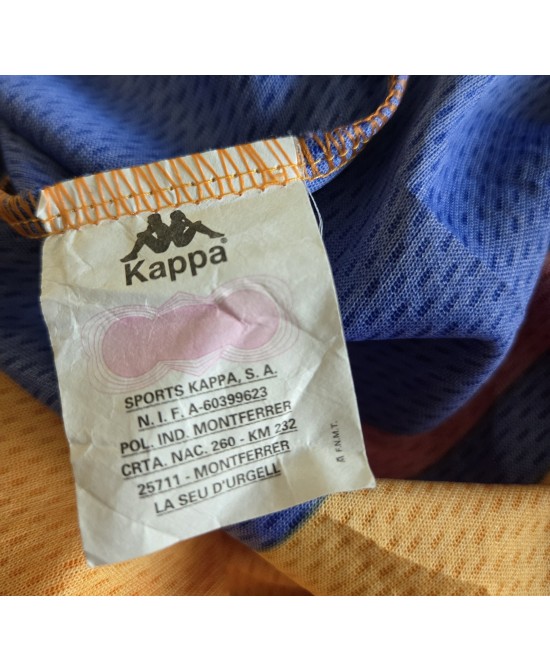 Kappa®
SPORTS KAPPA, S. A.
N. I. F. A-60399623
POL. IND. MONTFERRER
CRTA. NAC. 260 - KM 232
25711 - MONTFERRER
LA SEU D'URGELL
F.N.M.T.